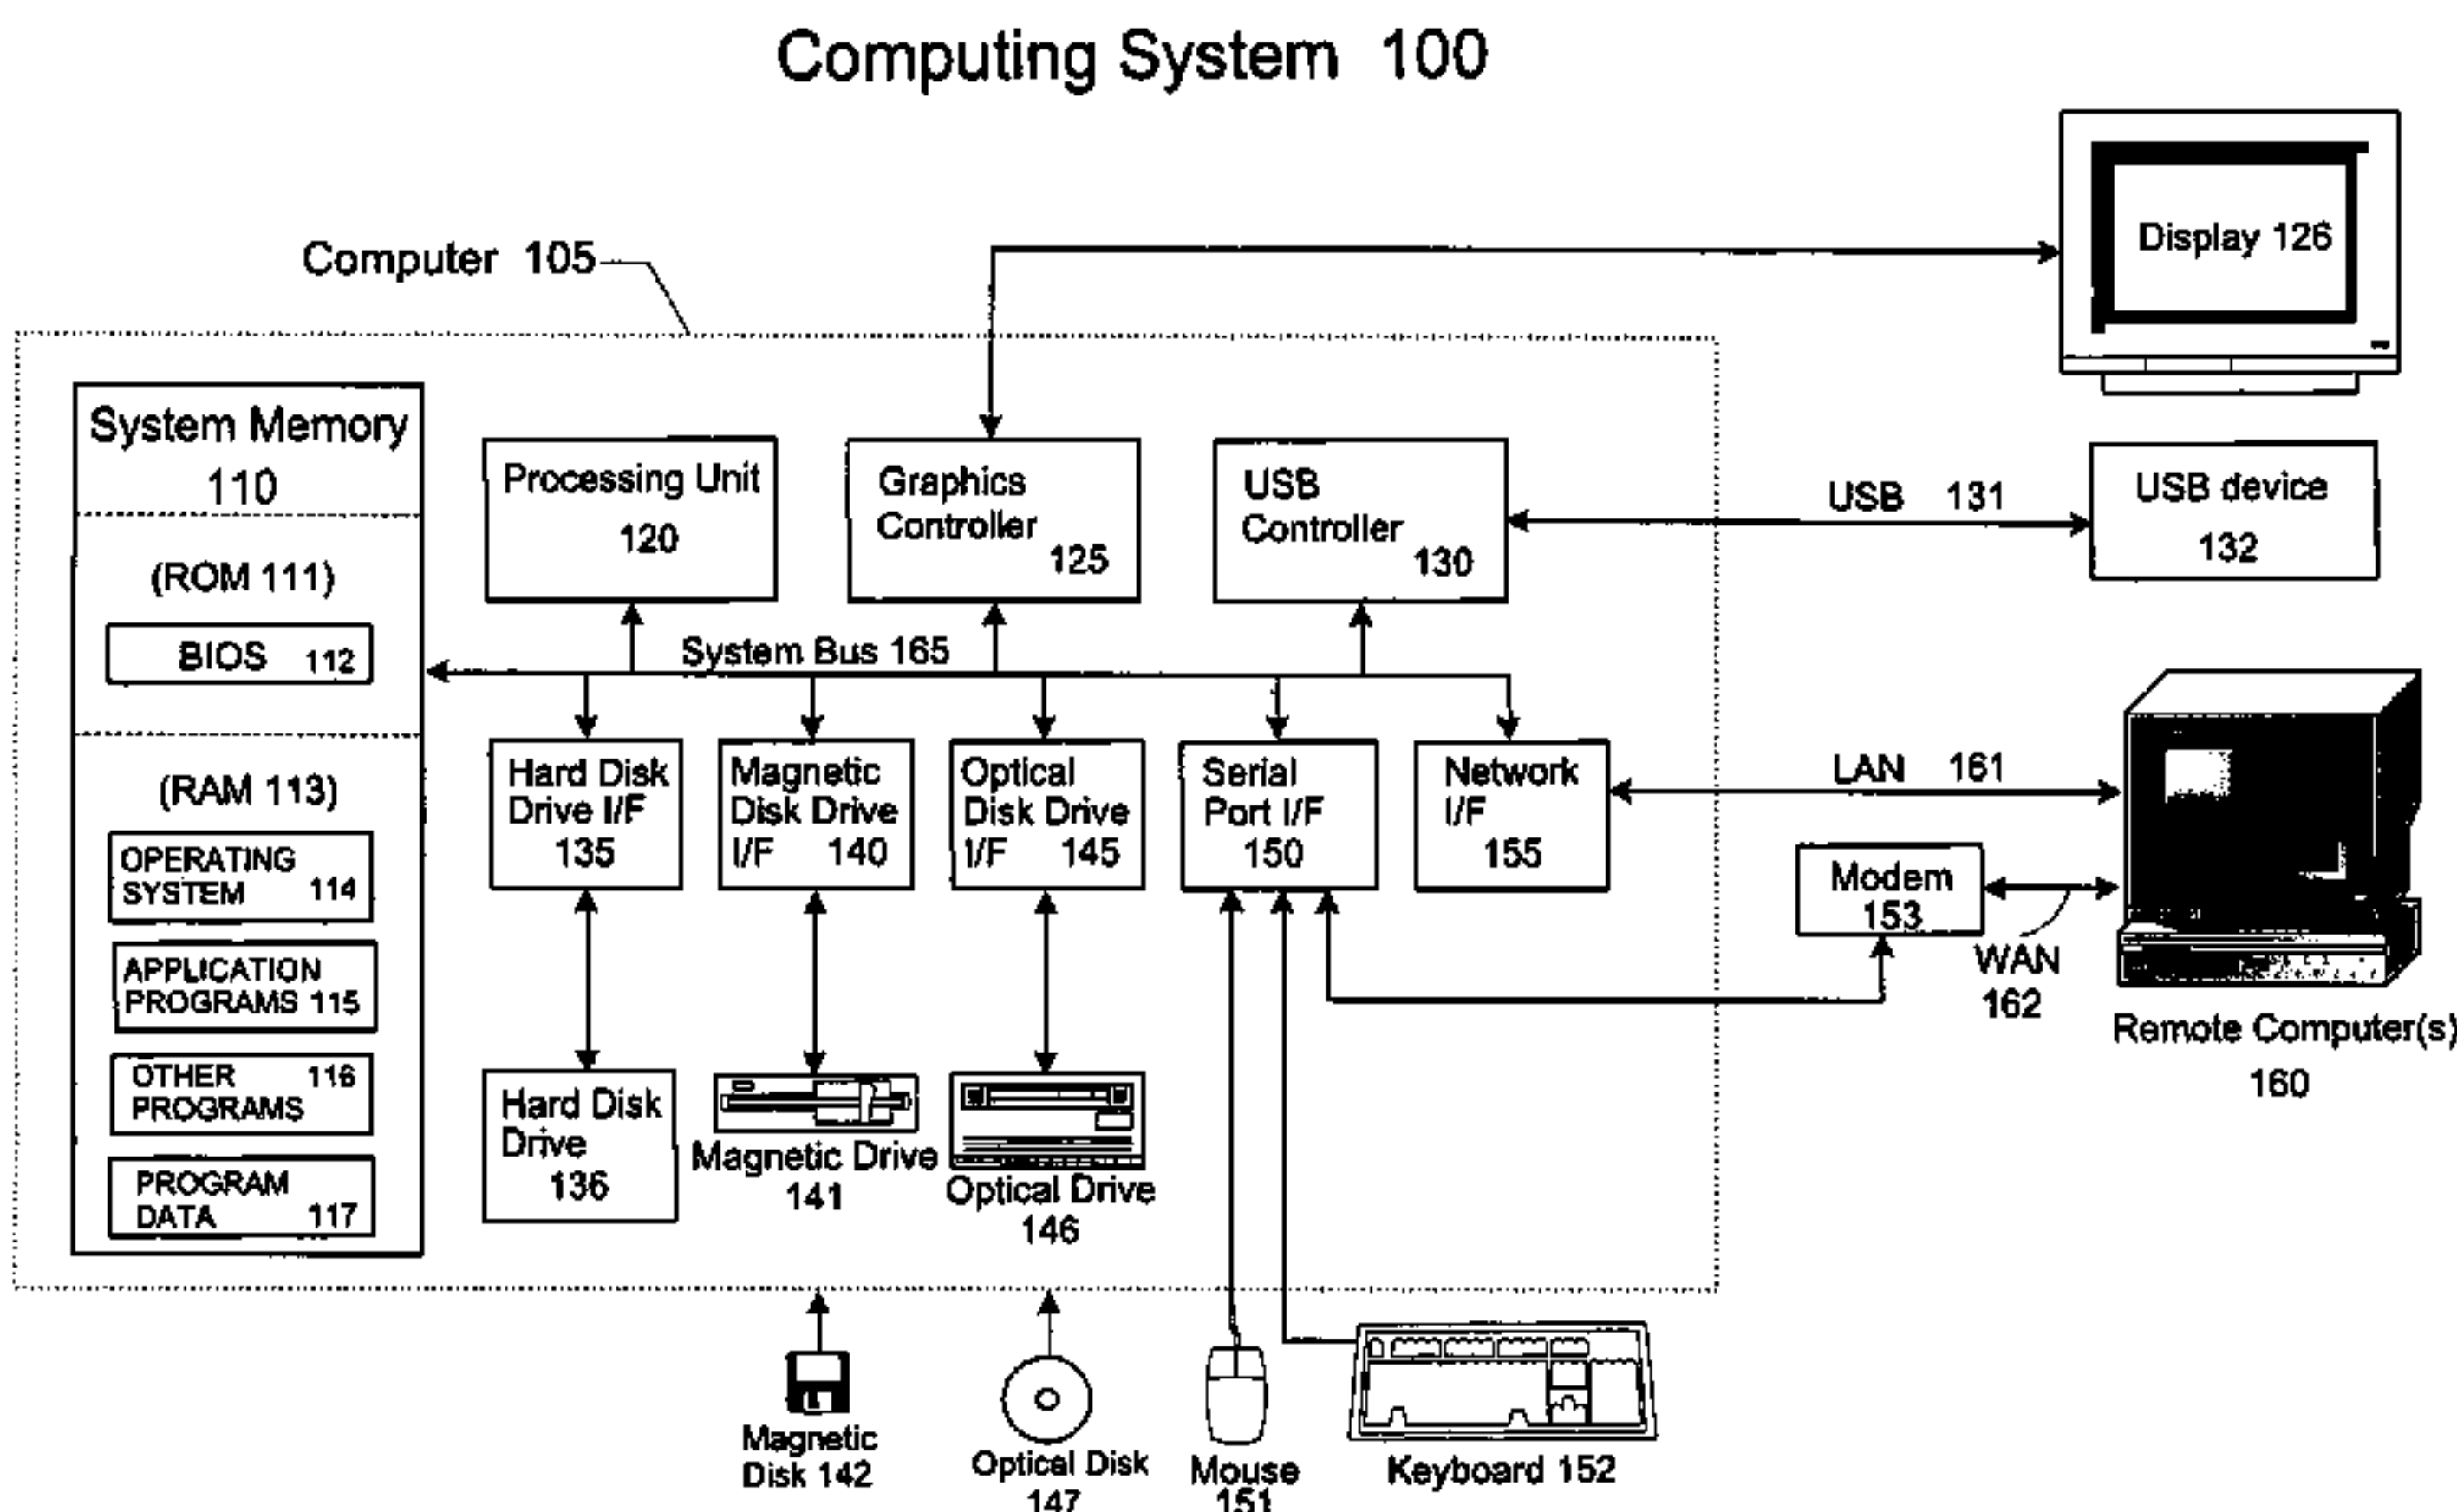 Computing System 100
Computer 105
Display 126
System Memory
110
(ROM 111)
BIOS 112
(RAM 113)
OPERATING
SYSTEM 114
APPLICATION
PROGRAMS 115
OTHER 116
PROGRAMS
PROGRAM
DATA 117
Processing Unit
120
Graphics
Controller
125
USB
Controller
130
USB 131
USB device
132
System Bus 165
Hard Disk
Drive I/F
135
Magnetic
Disk Drive
I/F 140
Optical
Disk Drive
I/F 145
Serial
Port I/F
150
Network
I/F
155
LAN 161
Modem
153
WAN
162
Remote Computer(s)
160
Hard Disk
Drive
136
Magnetic Drive
141
Optical Drive
146
Magnetic
Disk 142
Optical Disk
147
Mouse
151
Keyboard 152